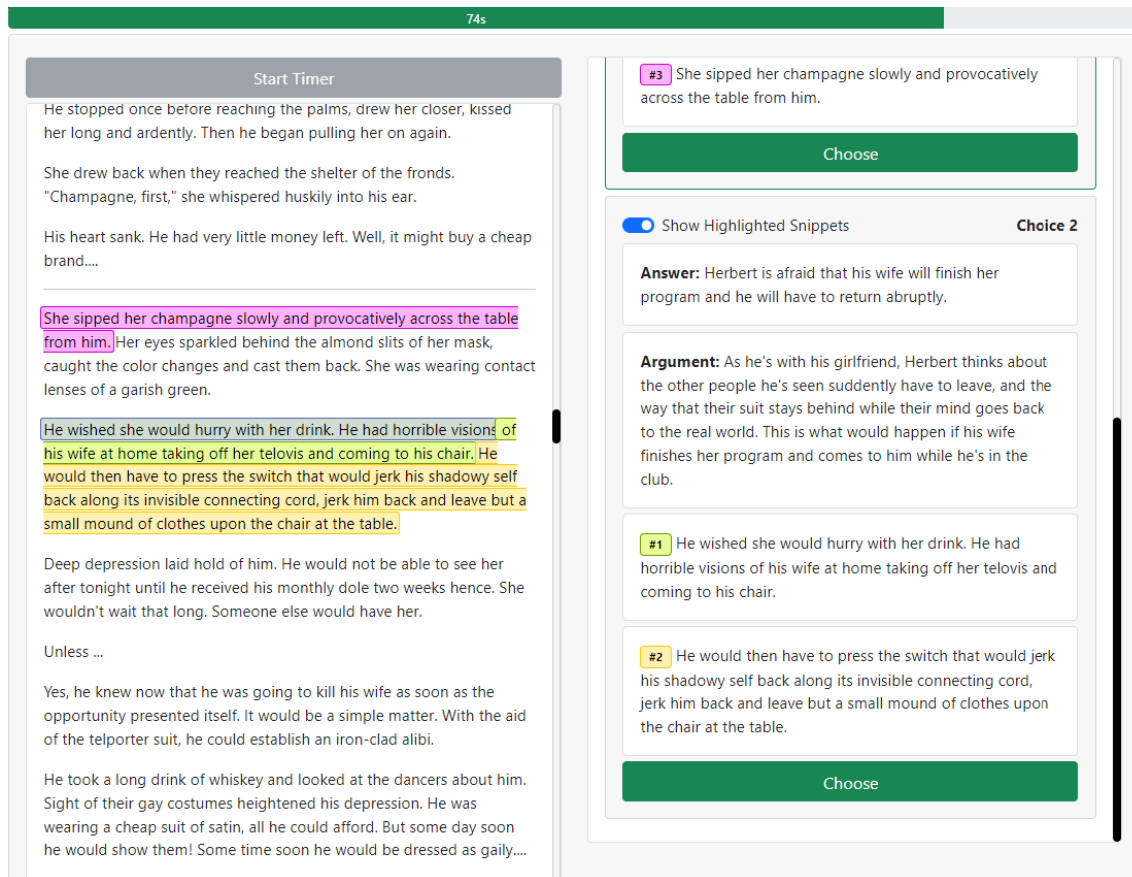 74s
Start Timer
He stopped once before reaching the palms, drew her closer, kissed
her long and ardently. Then he began pulling her on again.
She drew back when they reached the shelter of the fronds.
"Champagne, first," she whispered huskily into his ear.
His heart sank. He had very little money left. Well, it might buy a cheap
brand....
She sipped her champagne slowly and provocatively across the table
from him. Her eyes sparkled behind the almond slits of her mask,
caught the color changes and cast them back. She was wearing contact
lenses of a garish green.
He wished she would hurry with her drink. He had horrible visions of
his wife at home taking off her telovis and coming to his chair. He
would then have to press the switch that would jerk his shadowy self
back along its invisible connecting cord, jerk him back and leave but a
small mound of clothes upon the chair at the table.
Deep depression laid hold of him. He would not be able to see her
after tonight until he received his monthly dole two weeks hence. She
wouldn't wait that long. Someone else would have her.
Unless ...
Yes, he knew now that he was going to kill his wife as soon as the
opportunity presented itself. It would be a simple matter. With the aid
of the telporter suit, he could establish an iron-clad alibi.
He took a long drink of whiskey and looked at the dancers about him.
Sight of their gay costumes heightened his depression. He was
wearing a cheap suit of satin, all he could afford. But some day soon
he would show them! Some time soon he would be dressed as gaily....
#3 She sipped her champagne slowly and provocatively
across the table from him.
Choose
Show Highlighted Snippets Choice 2
Answer: Herbert is afraid that his wife will finish her
program and he will have to return abruptly.
Argument: As he's with his girlfriend, Herbert thinks about
the other people he's seen suddenly have to leave, and the
way that their suit stays behind while their mind goes back
to the real world. This is what would happen if his wife
finishes her program and comes to him while he's in the
club.
#1 He wished she would hurry with her drink. He had
horrible visions of his wife at home taking off her telovis and
coming to his chair.
#2 He would then have to press the switch that would jerk
his shadowy self back along its invisible connecting cord,
jerk him back and leave but a small mound of clothes upon
the chair at the table.
Choose